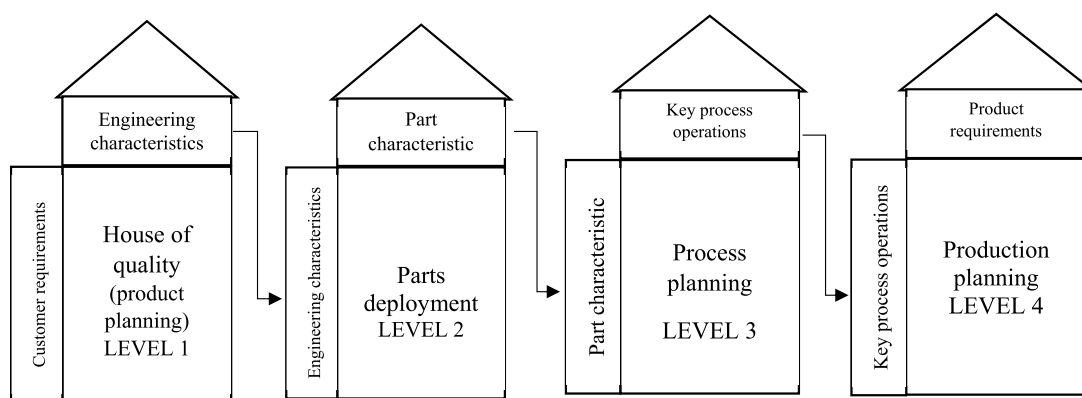 Engineering
characteristics
Customer requirements
House of
quality
(product
planning)
LEVEL 1
Part
characteristic
Engineering characteristics
Parts
deployment
LEVEL 2
Key process
operations
Part characteristic
Process
planning
LEVEL 3
Product
requirements
Key process operations
Production
planning
LEVEL 4